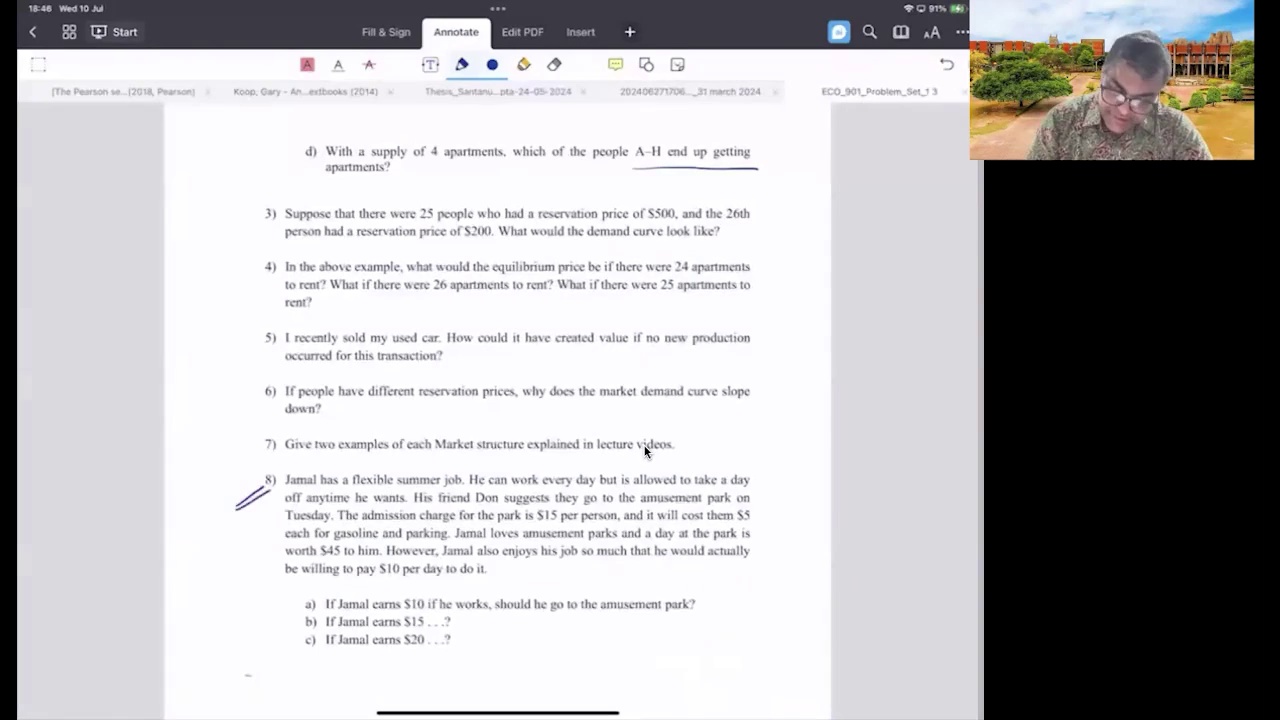 18:46 Wed 10 Jul
91%
Start
Fill & Sign
Annotate
Edit PDF
Insert
[The Pearson se...(2018, Pearson)
Koop, Gary - An...extbooks (2014)
Thesis_Santanu...pta-24-05-2024
202406271706..._31 march 2024
ECO_901_Problem_Set_1 3
d) With a supply of 4 apartments, which of the people A–H end up getting
apartments?
3) Suppose that there were 25 people who had a reservation price of $500, and the 26th
person had a reservation price of $200. What would the demand curve look like?
4) In the above example, what would the equilibrium price be if there were 24 apartments
to rent? What if there were 26 apartments to rent? What if there were 25 apartments to
rent?
5) I recently sold my used car. How could it have created value if no new production
occurred for this transaction?
6) If people have different reservation prices, why does the market demand curve slope
down?
7) Give two examples of each Market structure explained in lecture videos.
8) Jamal has a flexible summer job. He can work every day but is allowed to take a day
off anytime he wants. His friend Don suggests they go to the amusement park on
Tuesday. The admission charge for the park is $15 per person, and it will cost them $5
each for gasoline and parking. Jamal loves amusement parks and a day at the park is
worth $45 to him. However, Jamal also enjoys his job so much that he would actually
be willing to pay $10 per day to do it.
a) If Jamal earns $10 if he works, should he go to the amusement park?
b) If Jamal earns $15 . . .?
c) If Jamal earns $20 . . .?